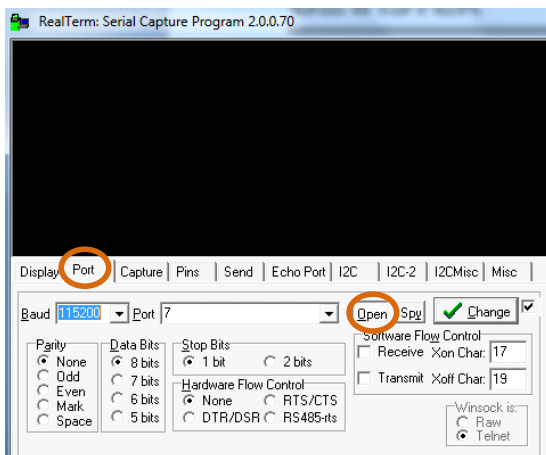 RealTerm: Serial Capture Program 2.0.0.70
Display Port Capture Pins Send Echo Port I2C I2C-2 I2CMisc Misc
Baud 115200 Port 7 Open Spy Change
Parity
None
Odd
Even
Mark
Space
Data Bits
8 bits
7 bits
6 bits
5 bits
Stop Bits
1 bit 2 bits
Hardware Flow Control
None RTS/CTS
DTR/DSR RS485-rts
Software Flow Control
Receive Xon Char: 17
Transmit Xoff Char: 19
Winsock is:
Raw
Telnet